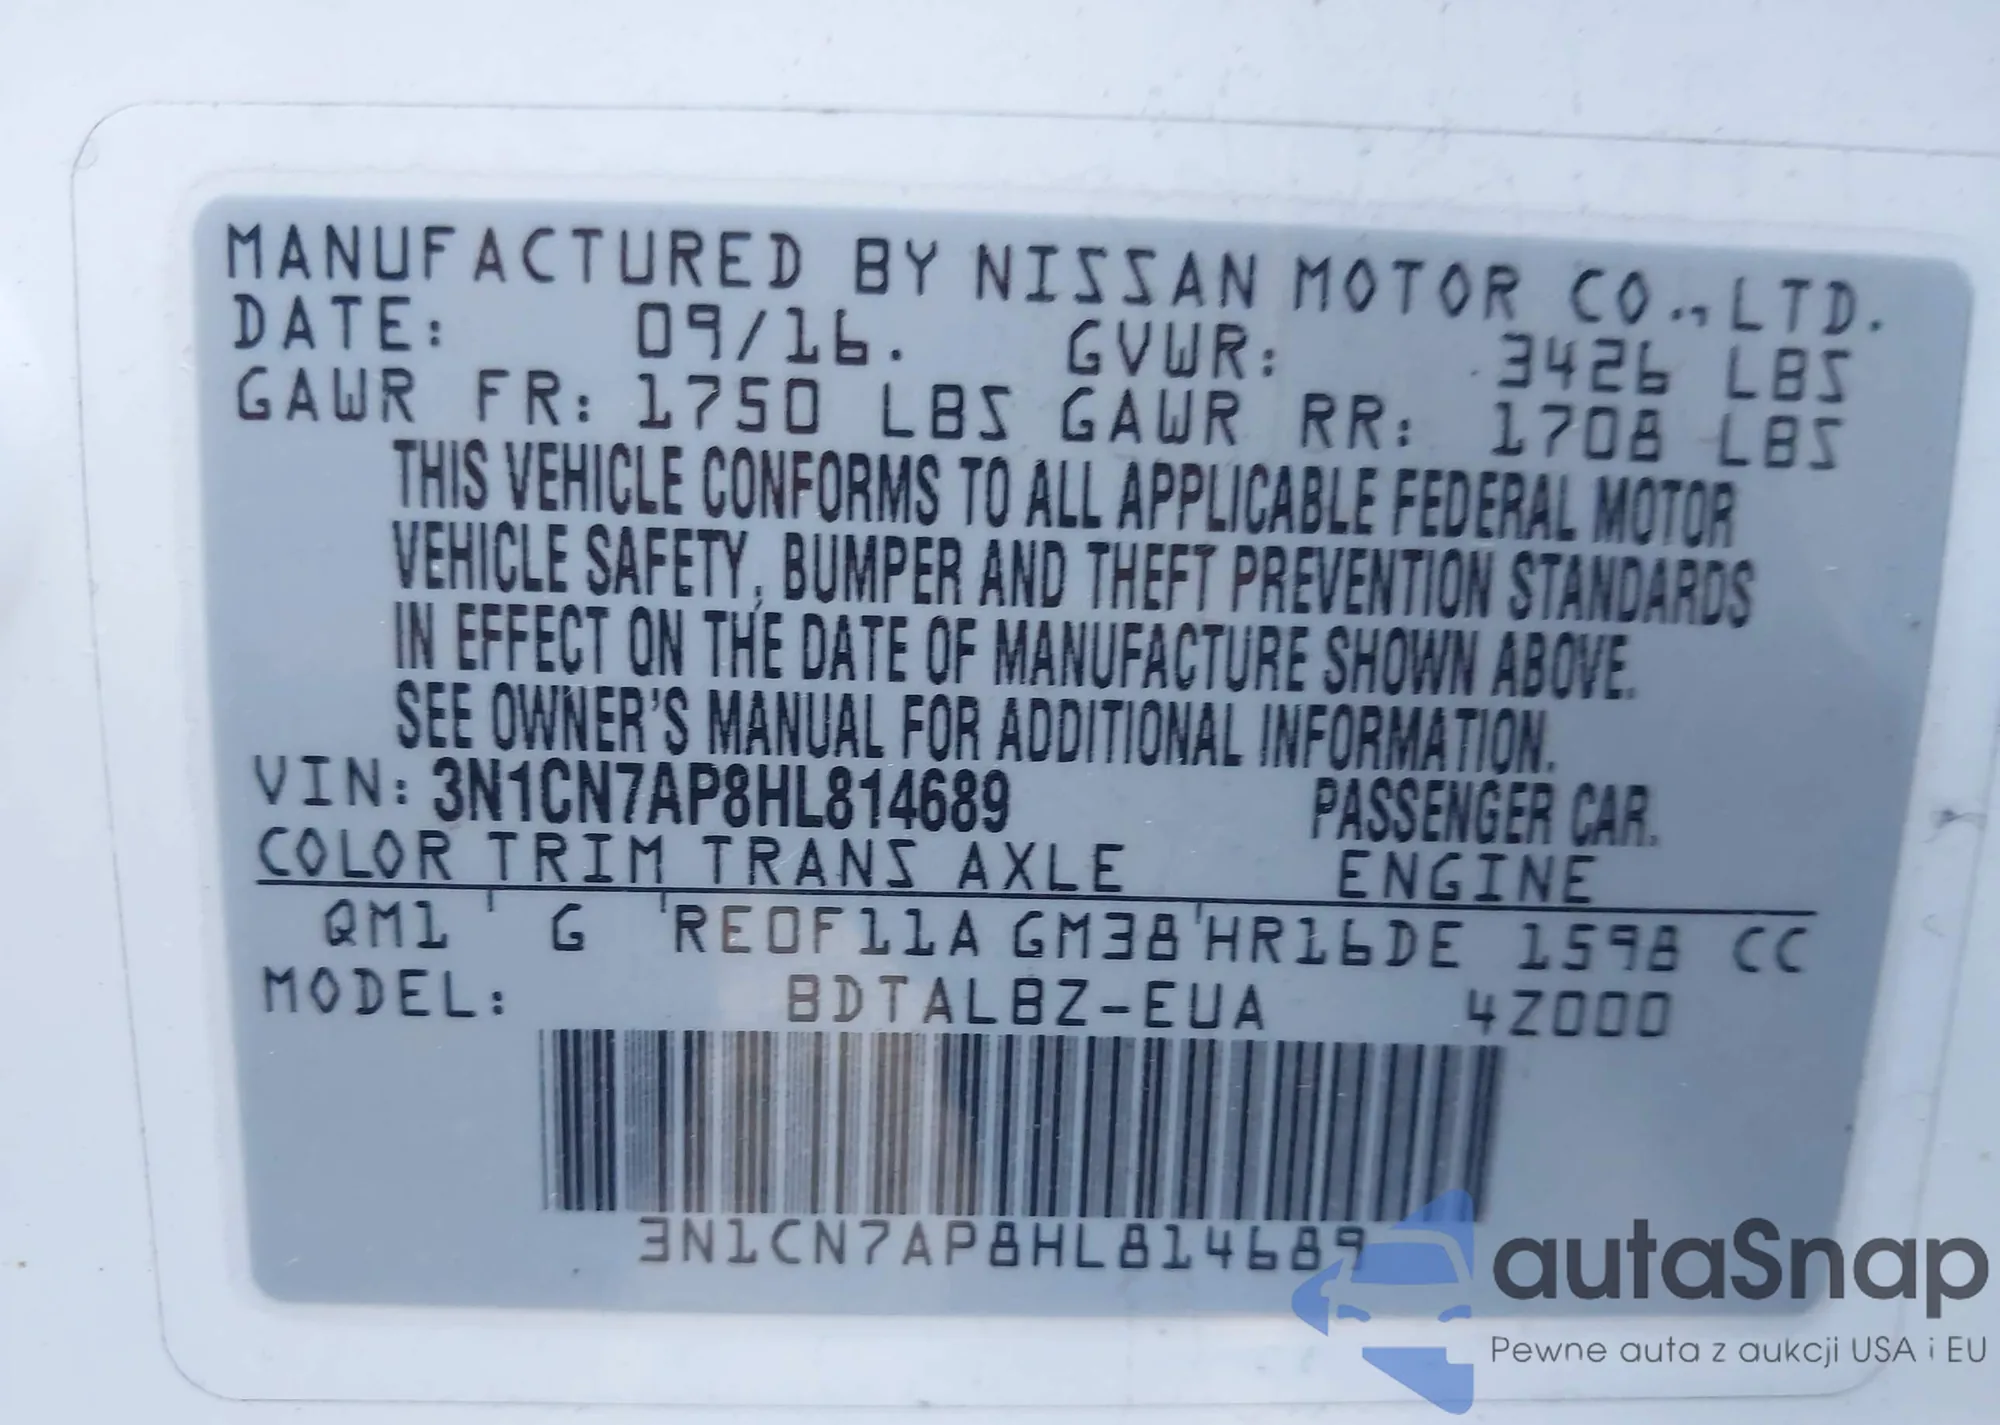 MANUFACTURED BY NISSAN MOTOR CO., LTD.
DATE: 09/16. GVWR: 3426 LBS
GAWR FR: 1750 LBS GAWR RR: 1708 LBS
THIS VEHICLE CONFORMS TO ALL APPLICABLE FEDERAL MOTOR
VEHICLE SAFETY, BUMPER AND THEFT PREVENTION STANDARDS
IN EFFECT ON THE DATE OF MANUFACTURE SHOWN ABOVE.
SEE OWNER'S MANUAL FOR ADDITIONAL INFORMATION.
VIN: 3N1CN7AP8HL814689 PASSENGER CAR.
COLOR TRIM TRANS AXLE ENGINE
QM1 ' G ' RE0F11A GM38 ' HR16DE 1598 CC
MODEL: BDTALBZ-EUA 4Z000
3N1CN7AP8HL814689
autaSnap
Pewne auta z aukcji USA i EU